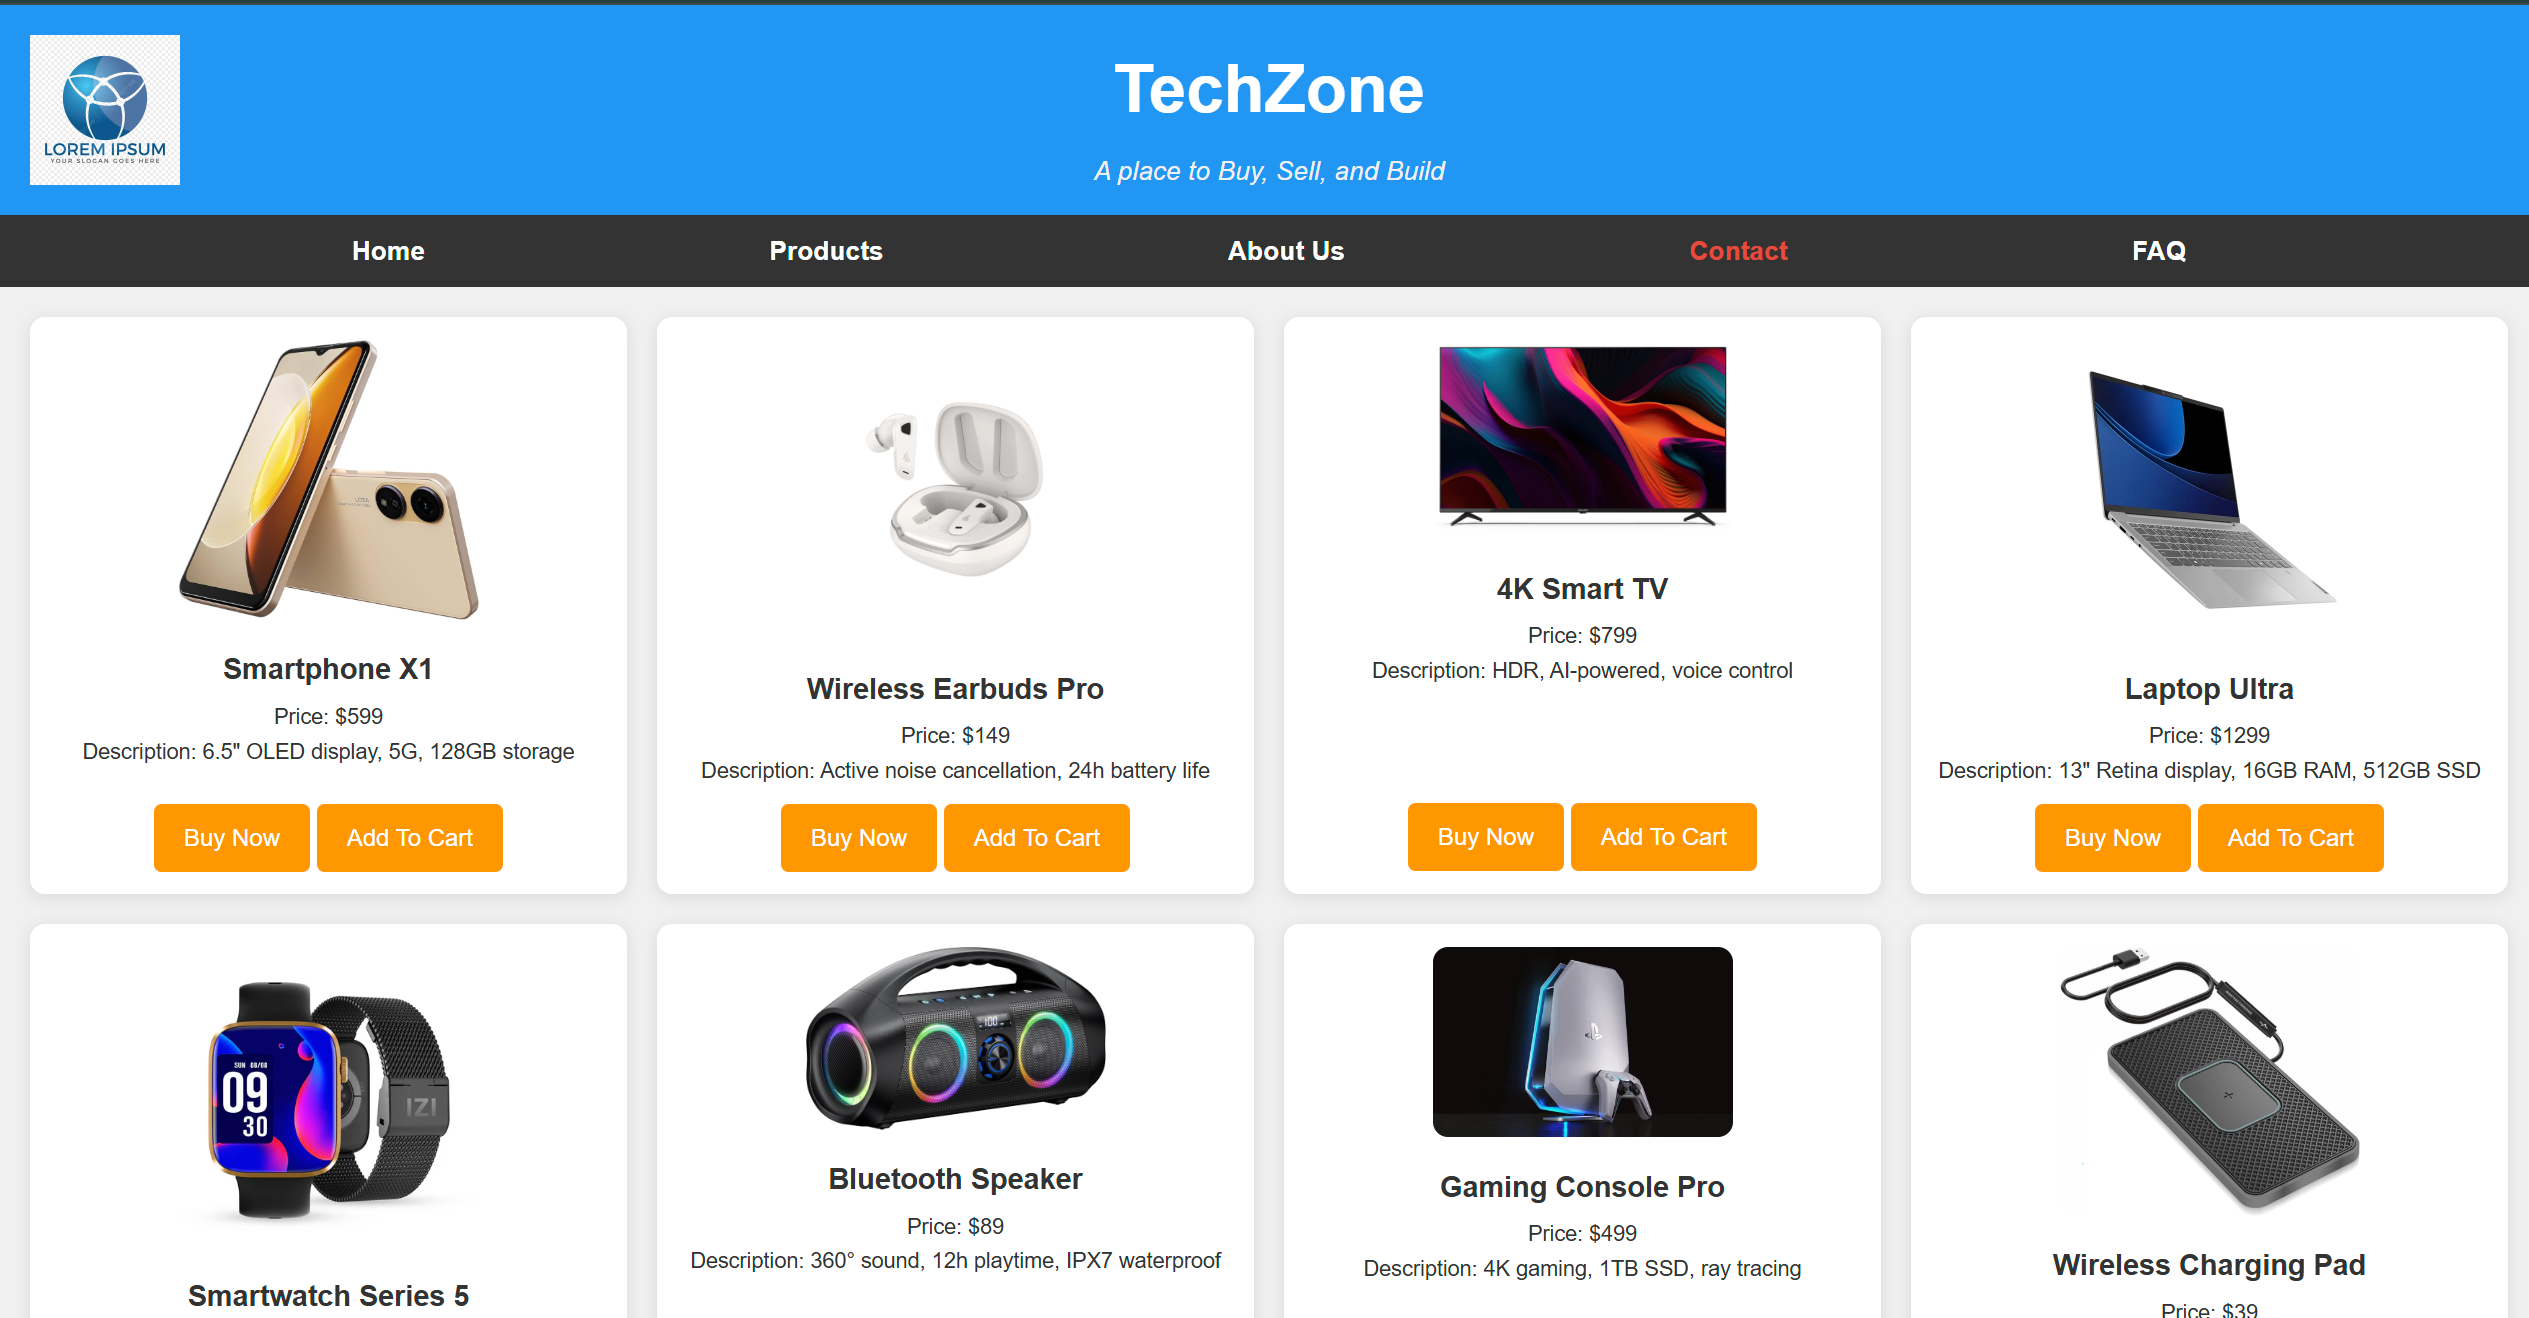 LOREM IPSUM
YOUR SLOGAN GOES HERE
TechZone
A place to Buy, Sell, and Build
Home
Products
About Us
Contact
FAQ
Smartphone X1
Price: $599
Description: 6.5" OLED display, 5G, 128GB storage
Buy Now
Add To Cart
Wireless Earbuds Pro
Price: $149
Description: Active noise cancellation, 24h battery life
Buy Now
Add To Cart
4K Smart TV
Price: $799
Description: HDR, AI-powered, voice control
Buy Now
Add To Cart
Laptop Ultra
Price: $1299
Description: 13" Retina display, 16GB RAM, 512GB SSD
Buy Now
Add To Cart
SUN 08/08
09
30
IZI
Smartwatch Series 5
100
Bluetooth Speaker
Price: $89
Description: 360° sound, 12h playtime, IPX7 waterproof
Gaming Console Pro
Price: $499
Description: 4K gaming, 1TB SSD, ray tracing
Wireless Charging Pad
Price: $39